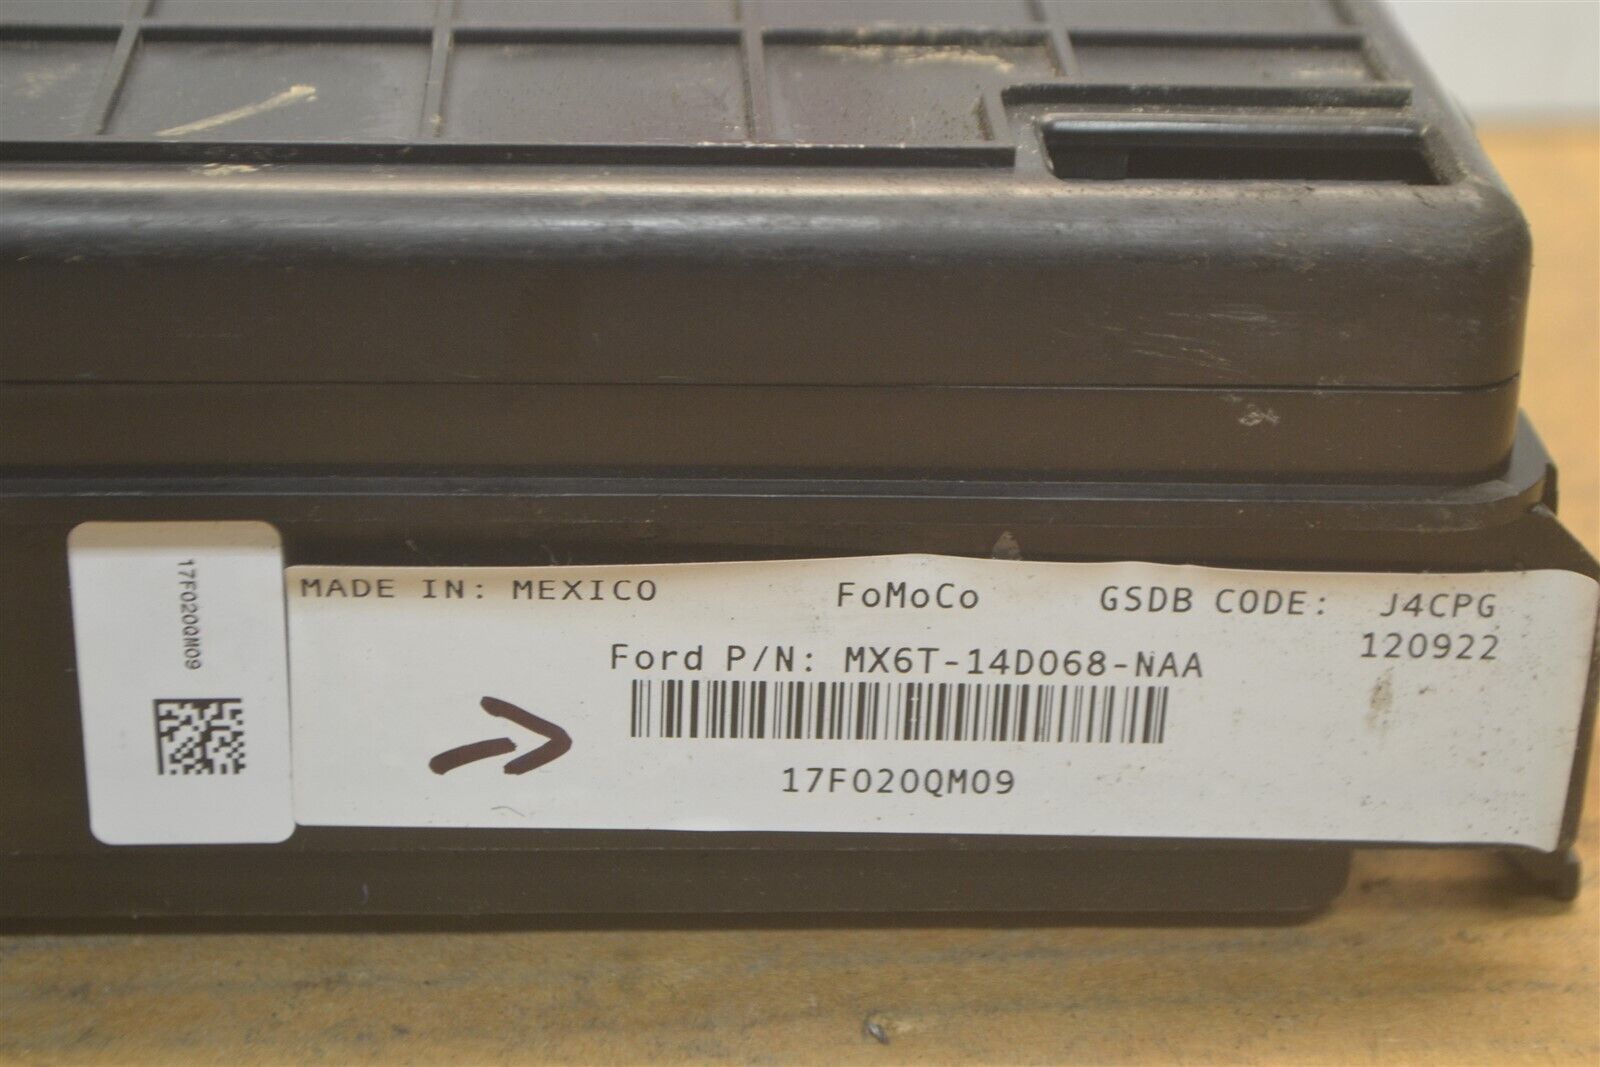 17F020QM09
MADE IN: MEXICO FoMoCo GSDB CODE: J4CPG
120922
Ford P/N: MX6T-14D068-NAA
17F020QM09